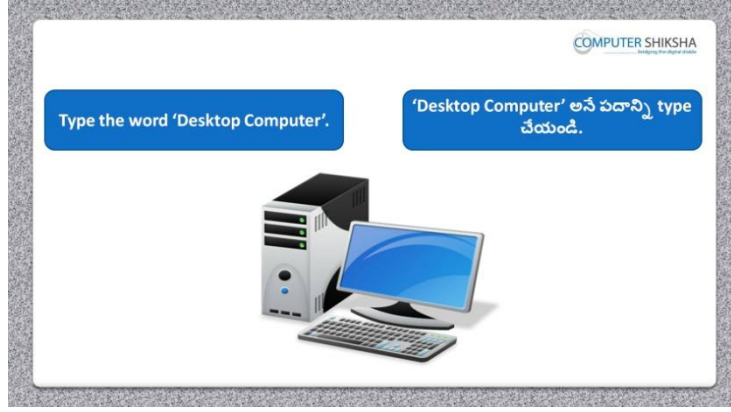 COMPUTER SHIKSHA
bridging the digital divide
Type the word ‘Desktop Computer’.
‘Desktop Computer’ అనే పదాన్ని type
చేయండి.